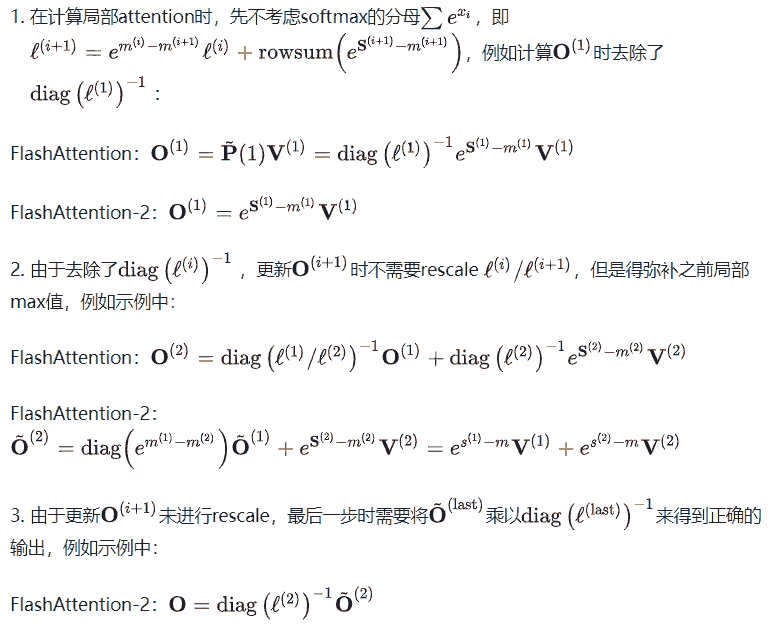 1. 在计算局部attention时，先不考虑softmax的分母∑ e^{x_i}，即
ℓ^{(i+1)} = e^{m^{(i)}−m^{(i+1)}} ℓ^{(i)} + rowsum(e^{S^{(i+1)}−m^{(i+1)}})，例如计算O^{(1)}时去除了
diag(ℓ^{(1)})^{−1}：
FlashAttention：O^{(1)} = P̃(1)V^{(1)} = diag(ℓ^{(1)})^{−1} e^{S^{(1)}−m^{(1)}} V^{(1)}
FlashAttention-2：O^{(1)} = e^{S^{(1)}−m^{(1)}} V^{(1)}
2. 由于去除了diag(ℓ^{(i)})^{−1}，更新O^{(i+1)}时不需要rescale ℓ^{(i)}/ℓ^{(i+1)}，但是得弥补之前局部
max值，例如示例中：
FlashAttention：O^{(2)} = diag(ℓ^{(1)}/ℓ^{(2)})^{−1} O^{(1)} + diag(ℓ^{(2)})^{−1} e^{S^{(2)}−m^{(2)}} V^{(2)}
FlashAttention-2：
Õ^{(2)} = diag(e^{m^{(1)}−m^{(2)}})Õ^{(1)} + e^{S^{(2)}−m^{(2)}} V^{(2)} = e^{s^{(1)}−m} V^{(1)} + e^{s^{(2)}−m} V^{(2)}
3. 由于更新O^{(i+1)}未进行rescale，最后一步时需要将Õ^{(last)}乘以diag(ℓ^{(last)})^{−1}来得到正确的
输出，例如示例中：
FlashAttention-2：O = diag(ℓ^{(2)})^{−1} Õ^{(2)}